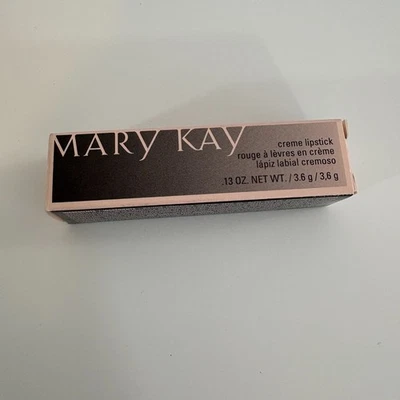 MARY KAY
creme lipstick
rouge à lèvres en crème
lápiz labial cremoso
.13 OZ. NET WT. / 3.6 g / 3,6 g